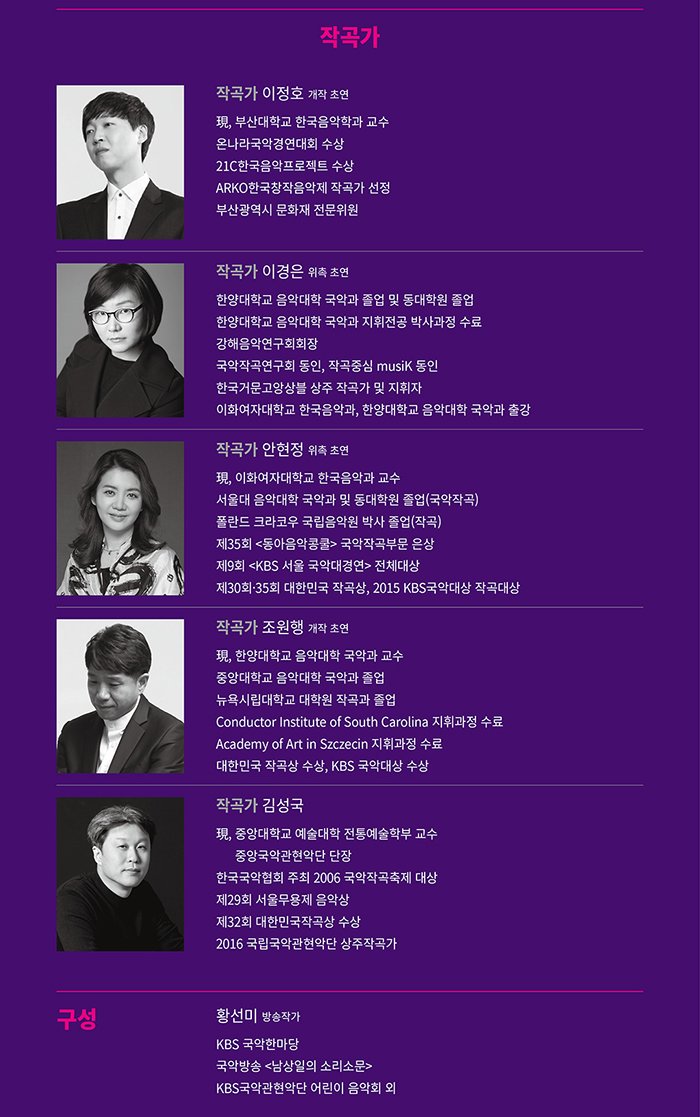 작곡가
작곡가 이정호 개작 초연
現, 부산대학교 한국음악학과 교수
온나라국악경연대회 수상
21C한국음악프로젝트 수상
ARKO한국창작음악제 작곡가 선정
부산광역시 문화재 전문위원
작곡가 이경은 위촉 초연
한양대학교 음악대학 국악과 졸업 및 동대학원 졸업
한양대학교 음악대학 국악과 지휘전공 박사과정 수료
강해음악연구회회장
국악작곡연구회 동인, 작곡중심 musiK 동인
한국거문고앙상블 상주 작곡가 및 지휘자
이화여자대학교 한국음악과, 한양대학교 음악대학 국악과 출강
작곡가 안현정 위촉 초연
現, 이화여자대학교 한국음악과 교수
서울대 음악대학 국악과 및 동대학원 졸업(국악작곡)
폴란드 크라코우 국립음악원 박사 졸업(작곡)
제35회 <동아음악콩쿨> 국악작곡부문 은상
제9회 <KBS 서울 국악대경연> 전체대상
제30회·35회 대한민국 작곡상, 2015 KBS국악대상 작곡대상
작곡가 조원행 개작 초연
現, 한양대학교 음악대학 국악과 교수
중앙대학교 음악대학 국악과 졸업
뉴욕시립대학교 대학원 작곡과 졸업
Conductor Institute of South Carolina 지휘과정 수료
Academy of Art in Szczecin 지휘과정 수료
대한민국 작곡상 수상, KBS 국악대상 수상
작곡가 김성국
現, 중앙대학교 예술대학 전통예술학부 교수
중앙국악관현악단 단장
한국국악협회 주최 2006 국악작곡축제 대상
제29회 서울무용제 음악상
제32회 대한민국작곡상 수상
2016 국립국악관현악단 상주작곡가
구성
황선미 방송작가
KBS 국악한마당
국악방송 <남상일의 소리소문>
KBS국악관현악단 어린이 음악회 외